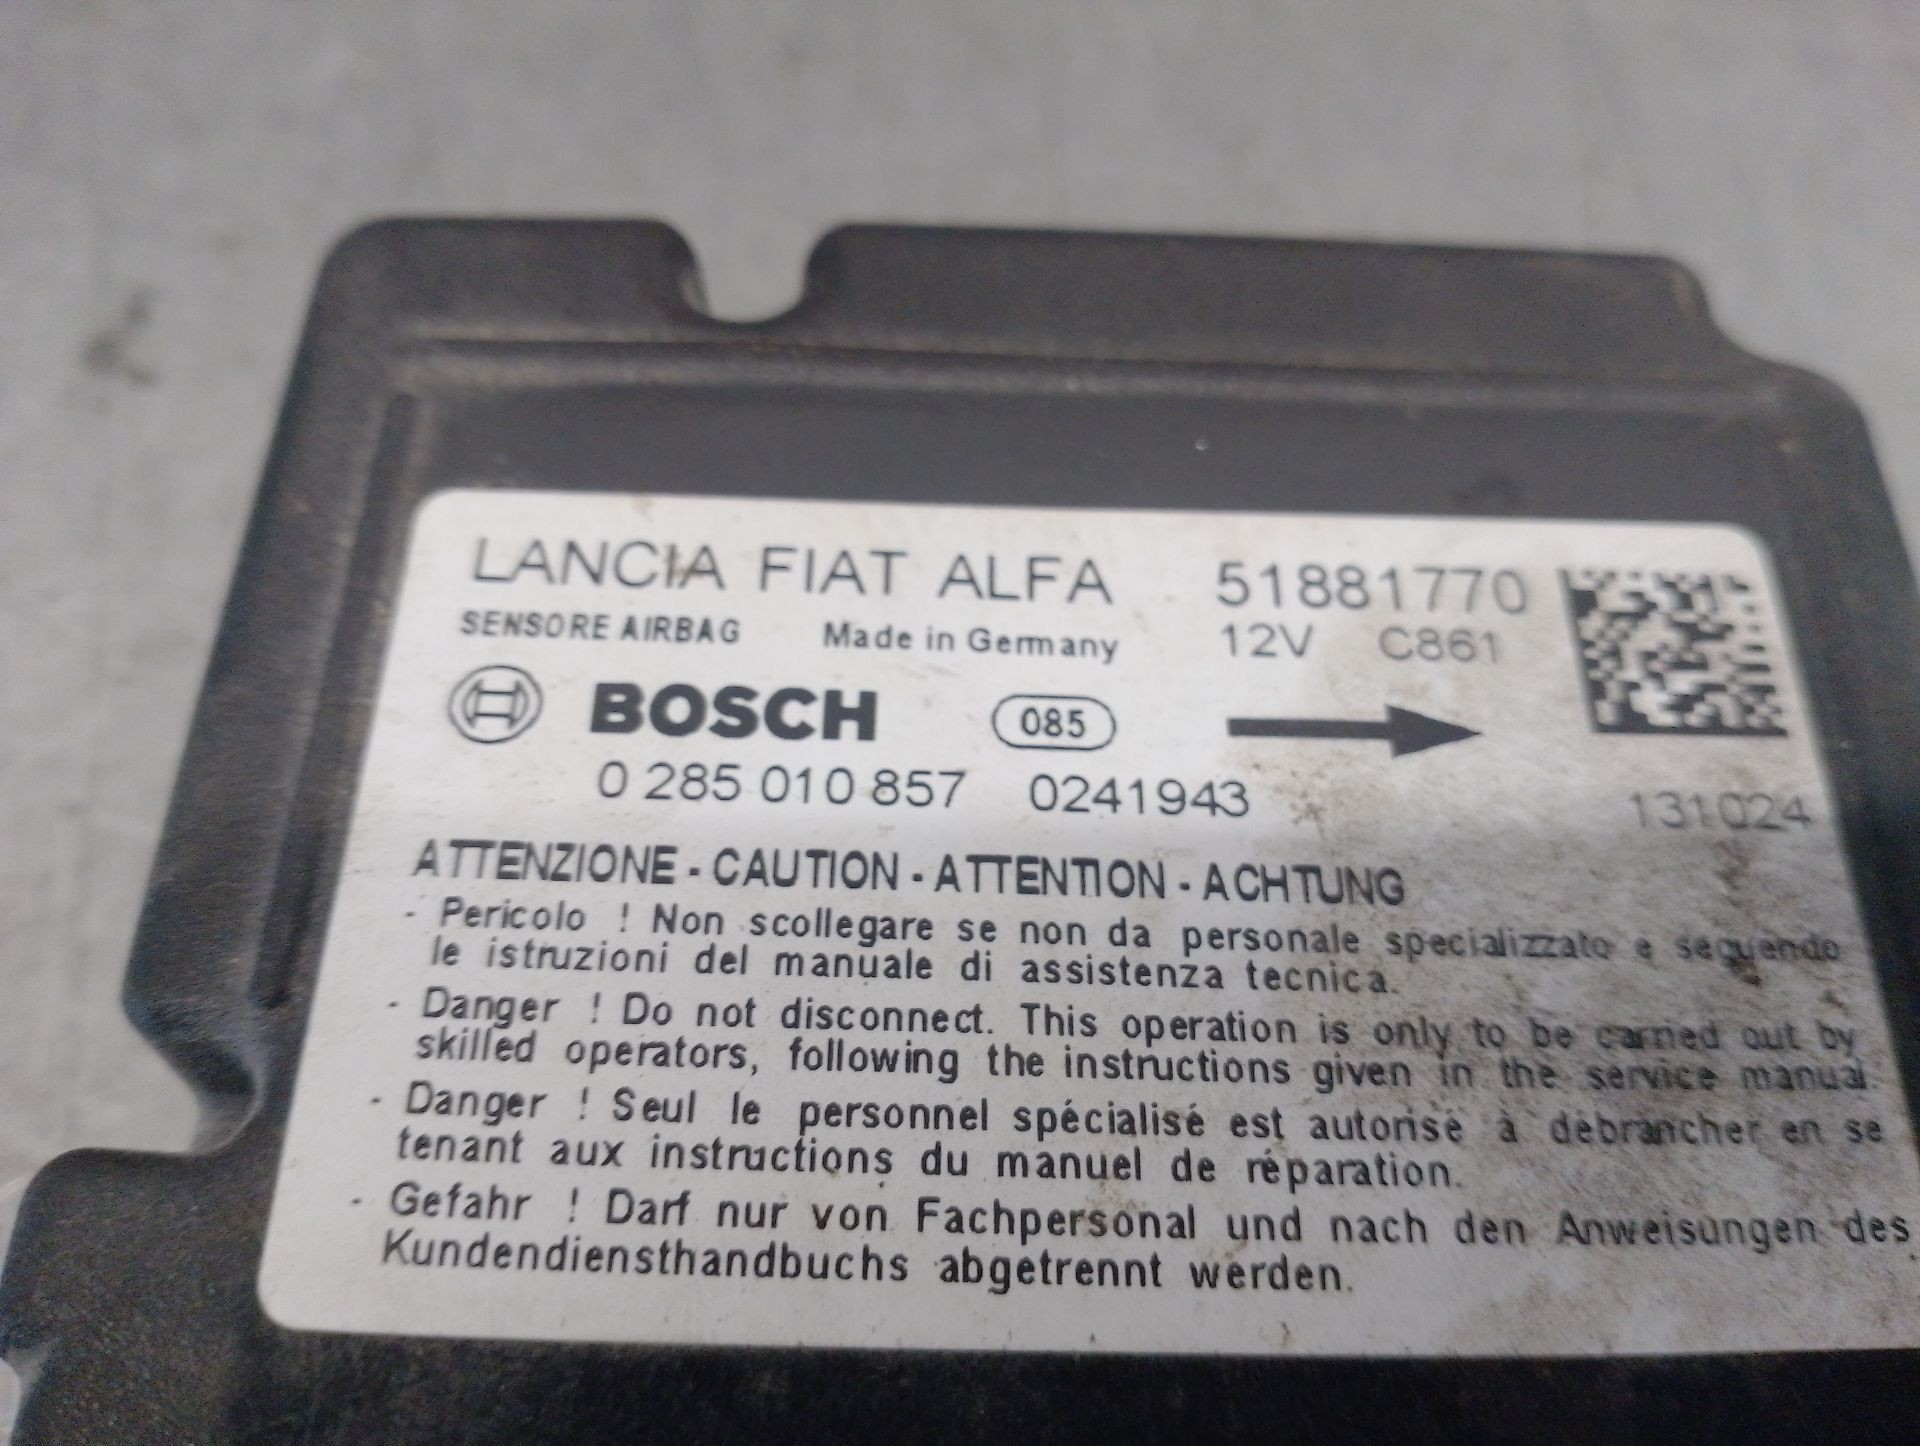 LANCIA FIAT ALFA 51881770
SENSORE AIRBAG Made in Germany 12V C861
BOSCH 085
0 285 010 857 0241943 131024
ATTENZIONE - CAUTION - ATTENTION - ACHTUNG
- Pericolo ! Non scollegare se non da personale specializzato e seguendo
le istruzioni del manuale di assistenza tecnica.
- Danger ! Do not disconnect. This operation is only to be carried out by
skilled operators, following the instructions given in the service manual.
- Danger ! Seul le personnel spécialisé est autorisé à débrancher en se
tenant aux instructions du manuel de réparation.
- Gefahr ! Darf nur von Fachpersonal und nach den Anweisungen des
Kundendiensthandbuchs abgetrennt werden.